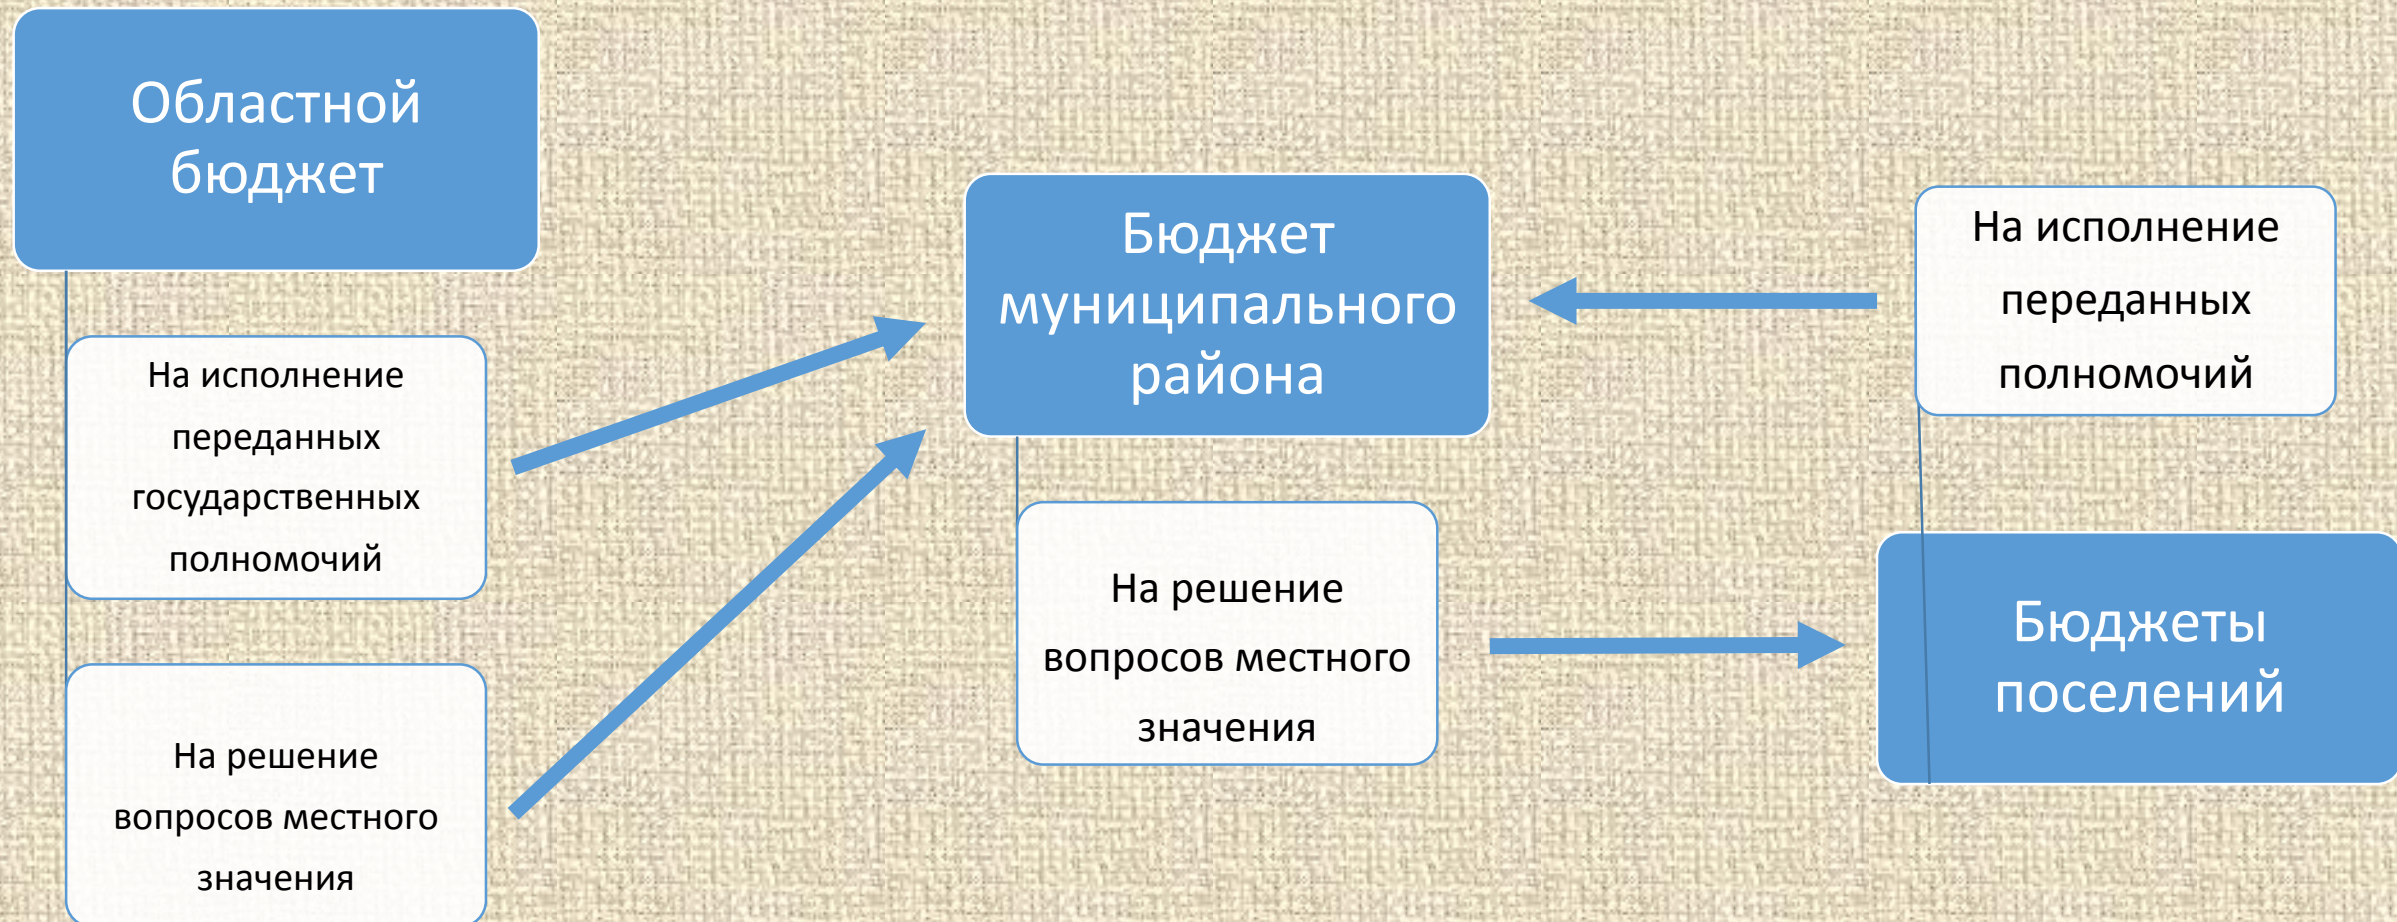 Областной
бюджет
На исполнение
переданных
государственных
полномочий
На решение
вопросов местного
значения
Бюджет
муниципального
района
На решение
вопросов местного
значения
На исполнение
переданных
полномочий
Бюджеты
поселений